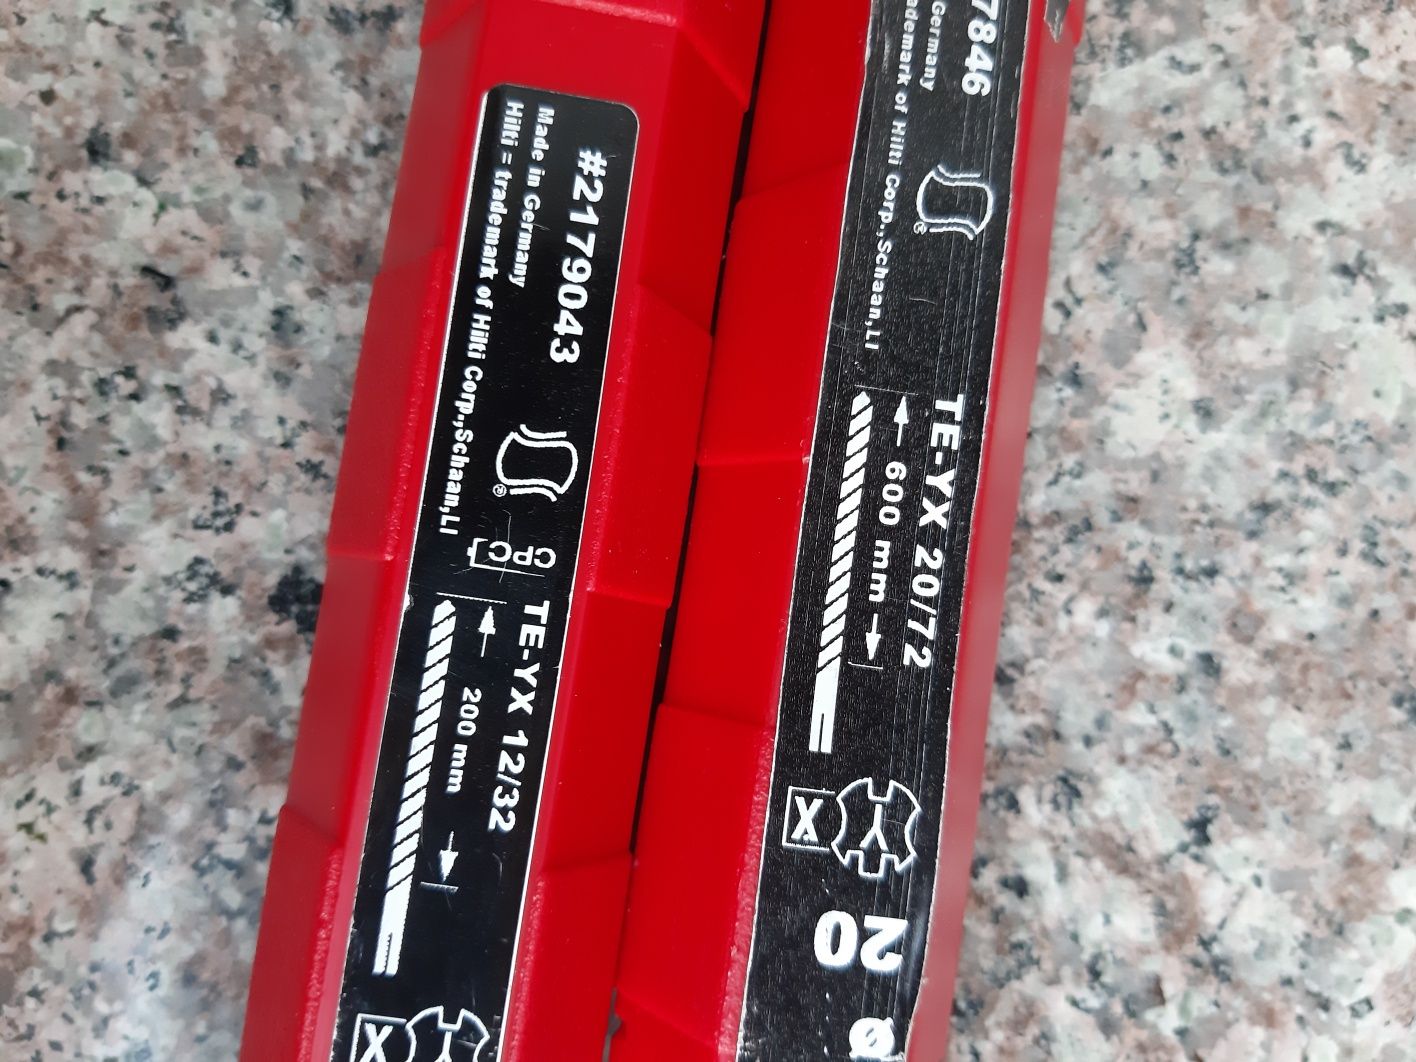 #2179043
Made in Germany
Hilti = trademark of Hilti Corp.,Schaan,LI
CPC
TE-YX 12/32
200 mm
X
Y
7846
Germany
ademark of Hilti Corp.,Schaan,LI
TE-YX 20/72
600 mm
X
Y
20
Ø